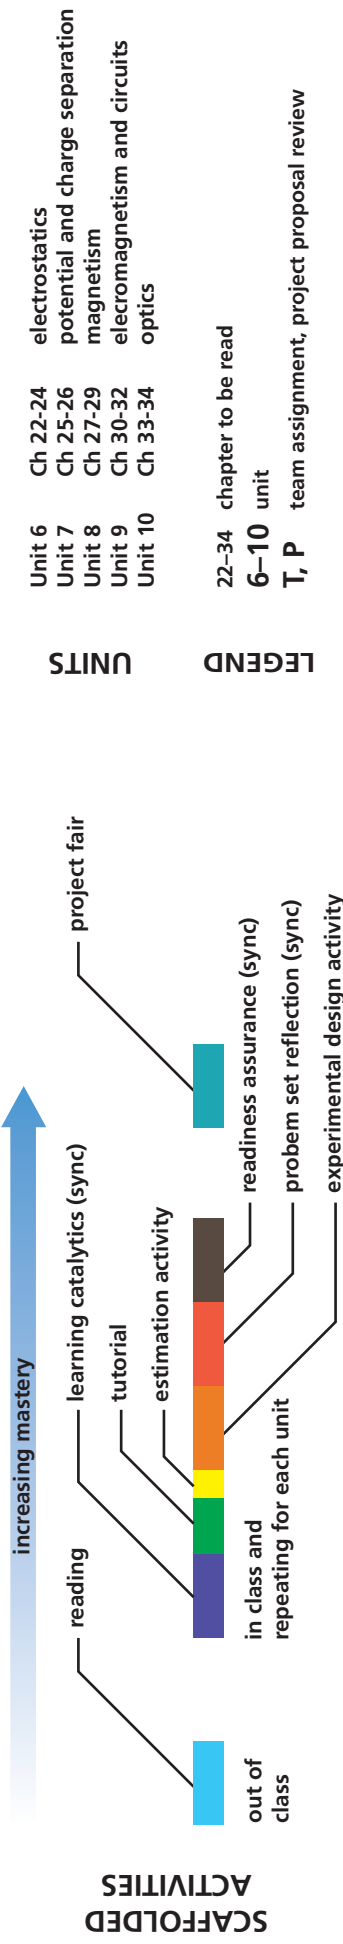 SCAFFOLDED
ACTIVITIES
increasing mastery
reading
learning catalytics (sync)
tutorial
estimation activity
project fair
out of
class
in class and
repeating for each unit
readiness assurance (sync)
probem set reflection (sync)
experimental design activity
UNITS
Unit 6 Ch 22-24 electrostatics
Unit 7 Ch 25-26 potential and charge separation
Unit 8 Ch 27-29 magnetism
Unit 9 Ch 30-32 elecromagnetism and circuits
Unit 10 Ch 33-34 optics
LEGEND
22–34 chapter to be read
6–10 unit
T, P team assignment, project proposal review